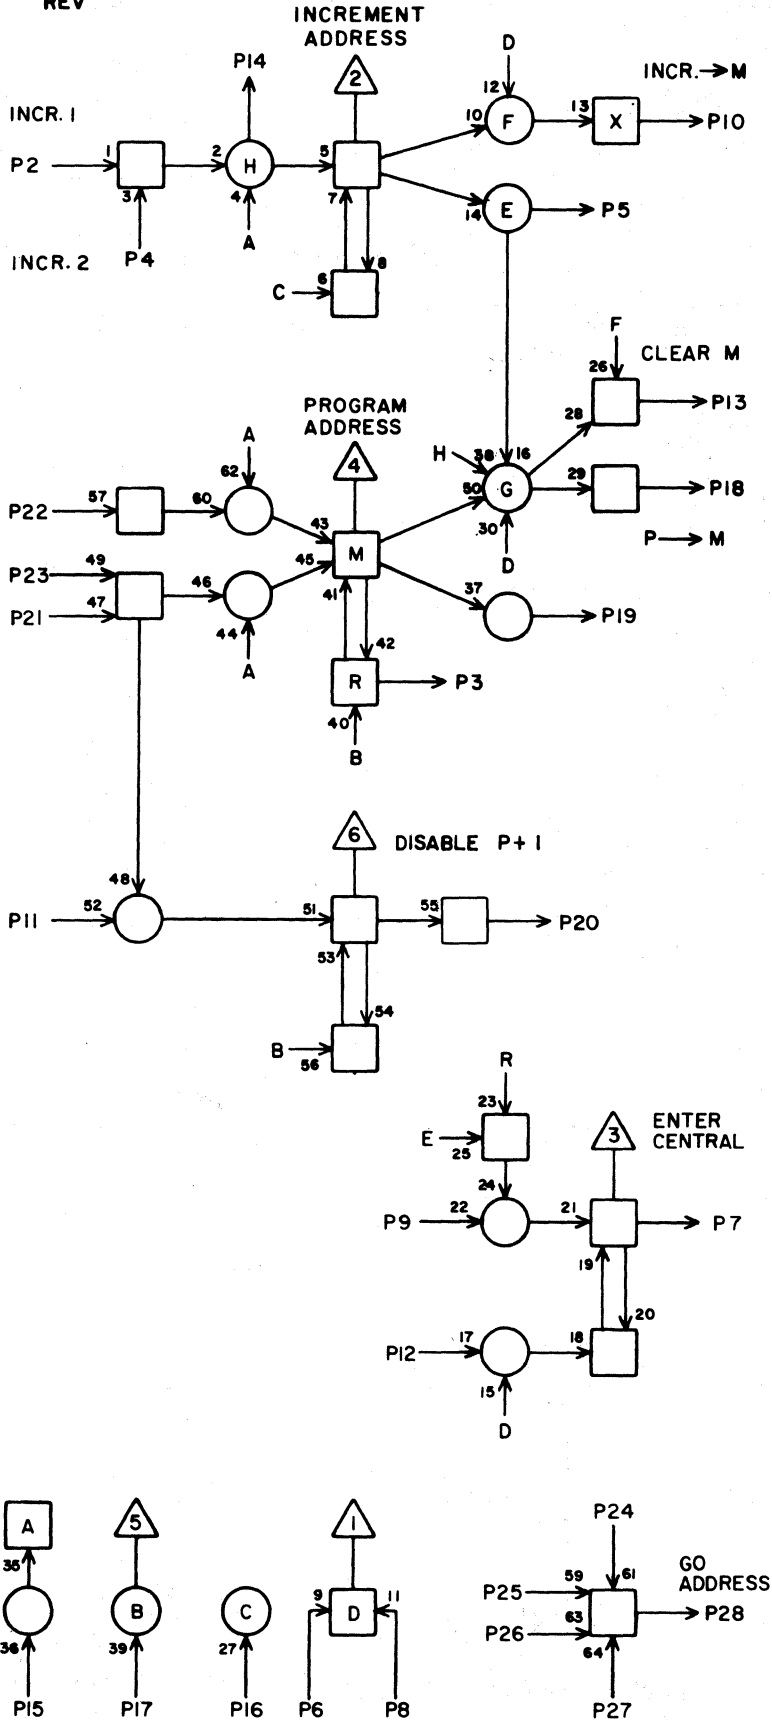 REV
INCREMENT
ADDRESS
2
D
P14
12
INCR.→M
INCR. 1
10
F
13
X
P10
P2
1
2
H
5
3
4
7
14
E
P5
A
P4
INCR. 2
8
C
6
F
CLEAR M
26
P13
28
PROGRAM
ADDRESS
A
4
H
38
16
62
50
G
29
P18
P22
57
60
43
30
P→M
M
D
P23
49
45
46
47
41
37
P21
P19
44
42
A
R
P3
40
B
6
DISABLE P+1
48
P11
52
51
55
P20
53
54
B
56
R
23
E
25
3
ENTER
CENTRAL
24
P9
22
21
P7
19
20
P12
17
18
15
D
A
5
1
P24
35
59
61
GO
ADDRESS
P25
9
11
B
C
D
63
P28
P26
36
39
27
64
P15
P17
P16
P6
P8
P27